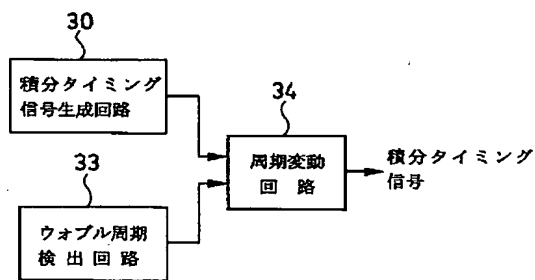 30
積分タイミング
信号生成回路
33
ウォブル周期
検出回路
34
周期変動
回路
積分タイミング
信号